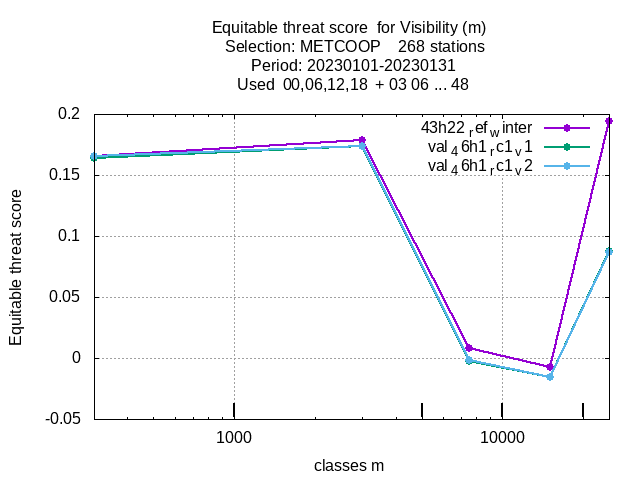 Equitable threat score  for Visibility (m)
Selection: METCOOP    268 stations
Period: 20230101-20230131
Used  00,06,12,18  + 03 06 ... 48
0.2
43h22_ref_winter
val_46h1_rc1_v1
val_46h1_rc1_v2
0.15
0.1
0.05
0
-0.05
Equitable threat score
1000
10000
classes m